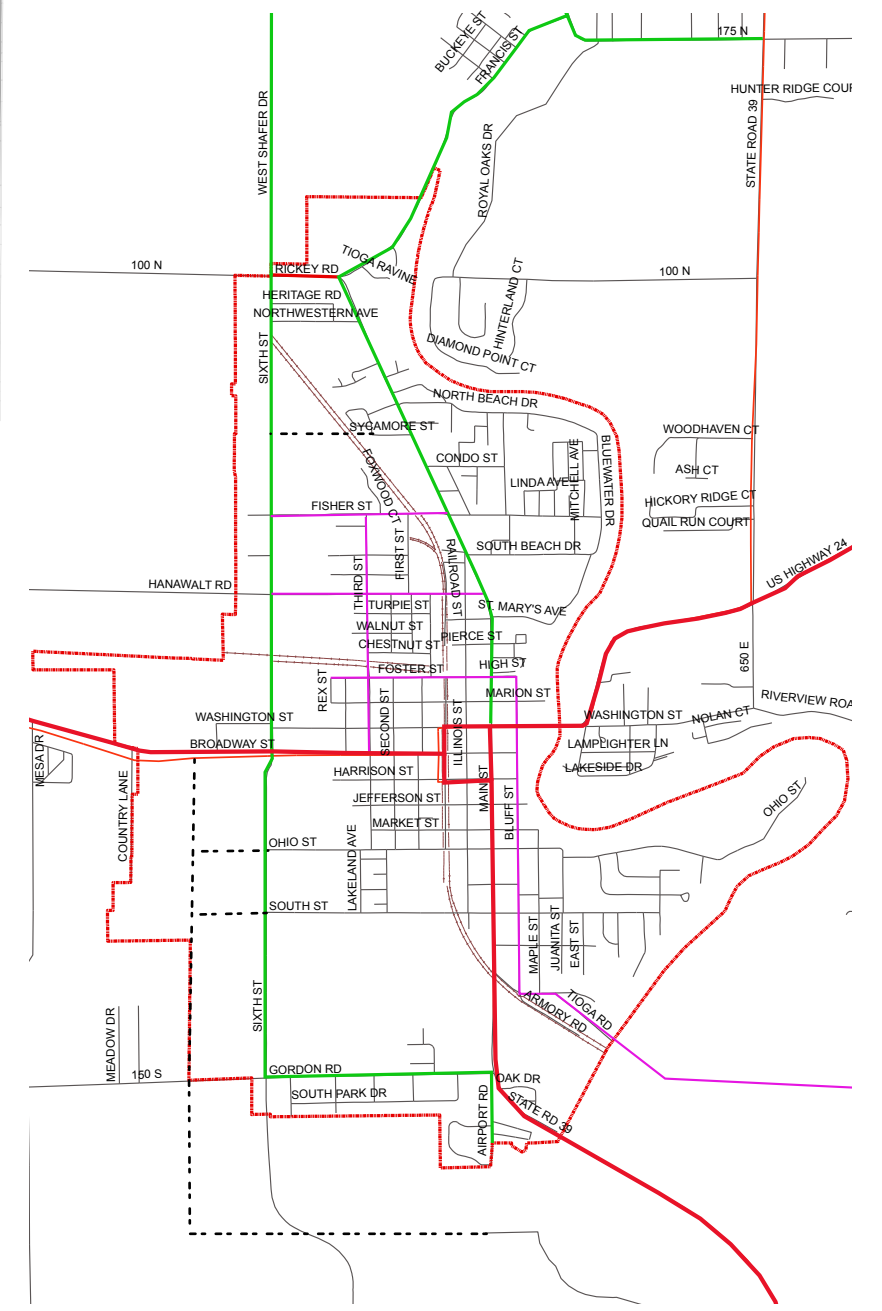 BUCKEYE ST
FRANCIS ST
175 N
HUNTER RIDGE COU
WEST SHAFER DR
STATE ROAD 39
ROYAL OAKS DR
TIOGA RAVINE
100 N
RICKEY RD
100 N
HINTERLAND CT
HERITAGE RD
NORTHWESTERN AVE
SIXTH ST
DIAMOND POINT CT
NORTH BEACH DR
SYCAMORE ST
WOODHAVEN CT
BLUEWATER DR
MITCHELL AVE
CONDO ST
ASH CT
FOXWOOD CT
LINDA AVE
HICKORY RIDGE CT
FISHER ST
QUAIL RUN COURT
FIRST ST
RAILROAD ST
SOUTH BEACH DR
US HIGHWAY 24
THIRD ST
HANAWALT RD
TURPIE ST
ST. MARY'S AVE
WALNUT ST
PIERCE ST
CHESTNUT ST
650 E
FOSTER ST
HIGH ST
REX ST
SECOND ST
MARION ST
RIVERVIEW ROA
ILLINOIS ST
WASHINGTON ST
WASHINGTON ST
NOLAN CT
BROADWAY ST
LAMPLIGHTER LN
MESA DR
LAKESIDE DR
HARRISON ST
MAIN ST
BLUFF ST
COUNTRY LANE
JEFFERSON ST
OHIO ST
MARKET ST
OHIO ST
LAKELAND AVE
SOUTH ST
MAPLE ST
JUANITA ST
EAST ST
SIXTH ST
ARMORY RD
TIOGA RD
MEADOW DR
150 S
GORDON RD
OAK DR
SOUTH PARK DR
AIRPORT RD
STATE RD 39